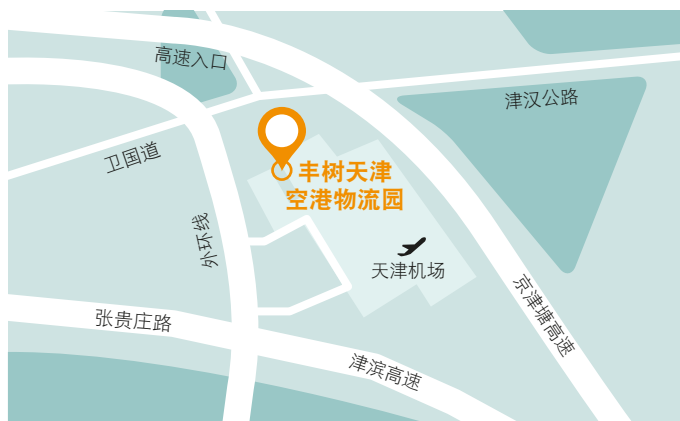 高速入口
津汉公路
卫国道
丰树天津
空港物流园
外环线
天津机场
京津塘高速
张贵庄路
津滨高速